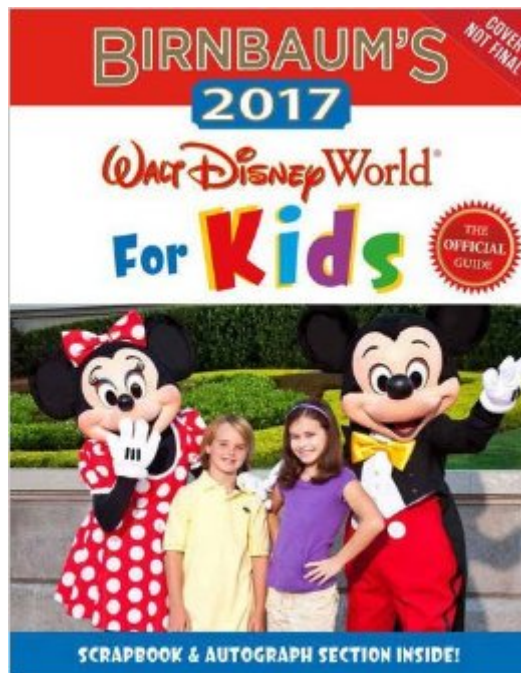 COVER
NOT FINAL
BIRNBAUM'S
2017
WALT DISNEY World®
For Kids
THE
OFFICIAL
GUIDE
SCRAPBOOK & AUTOGRAPH SECTION INSIDE!